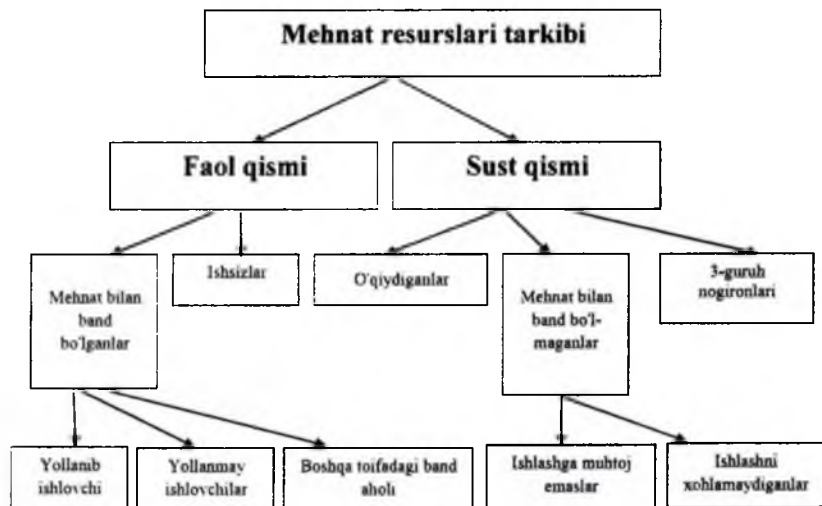 Mehnat resurslari tarkibi
Faol qismi
Sust qismi
Mehnat bilan
band
bo'lganlar
Ishsizlar
O'qiydiganlar
Mehnat bilan
band bo'l-
maganlar
3-guruh
nogironlari
Yollanib
ishlovchi
Yollanmay
ishlovchilar
Boshqa toifadagi band
aholi
Ishlashga muhtoj
emaslar
Ishlashni
xohlamaydiganlar